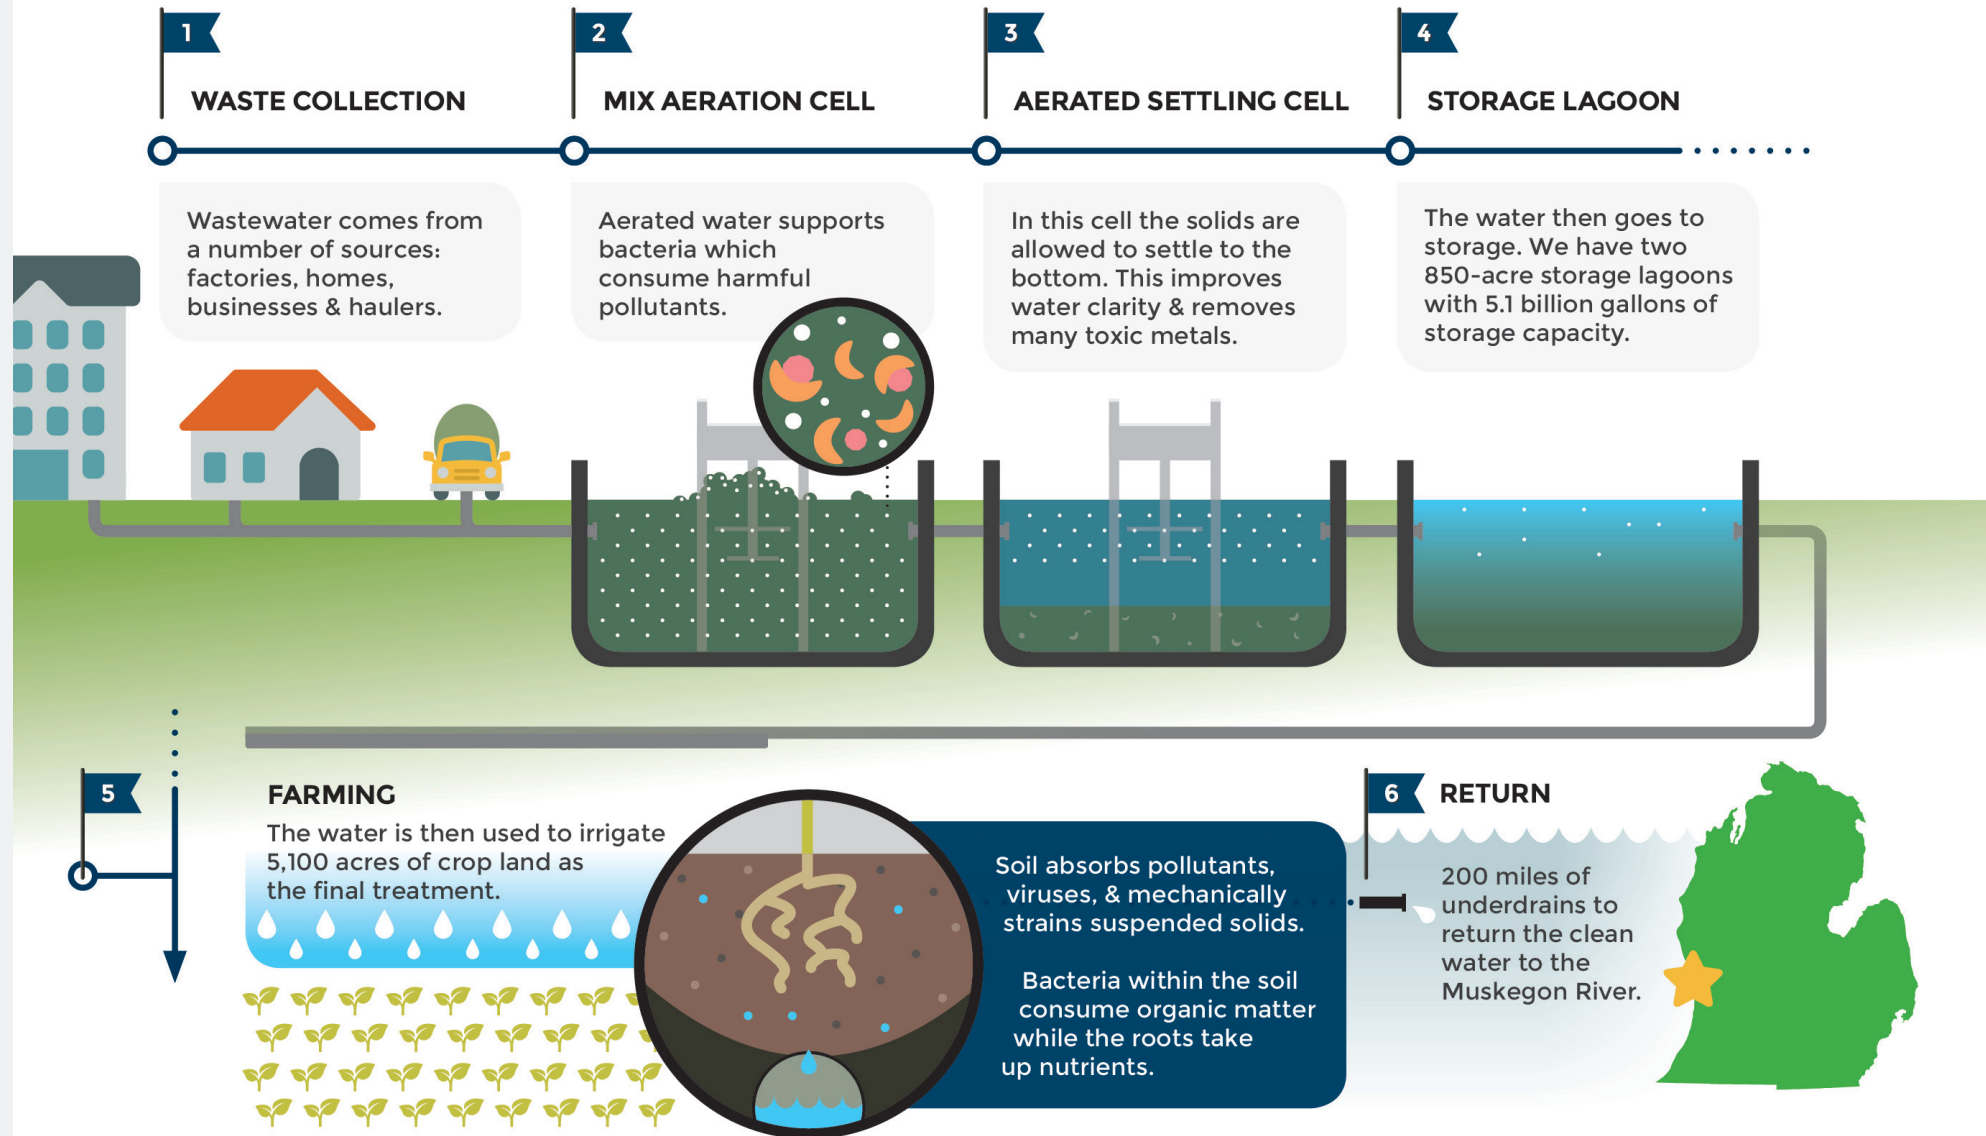 1
WASTE COLLECTION
Wastewater comes from
a number of sources:
factories, homes,
businesses & haulers.
2
MIX AERATION CELL
Aerated water supports
bacteria which
consume harmful
pollutants.
3
AERATED SETTLING CELL
In this cell the solids are
allowed to settle to the
bottom. This improves
water clarity & removes
many toxic metals.
4
STORAGE LAGOON
The water then goes to
storage. We have two
850-acre storage lagoons
with 5.1 billion gallons of
storage capacity.
5
FARMING
The water is then used to irrigate
5,100 acres of crop land as
the final treatment.
Soil absorbs pollutants,
viruses, & mechanically
strains suspended solids.
Bacteria within the soil
consume organic matter
while the roots take
up nutrients.
6
RETURN
200 miles of
underdrains to
return the clean
water to the
Muskegon River.